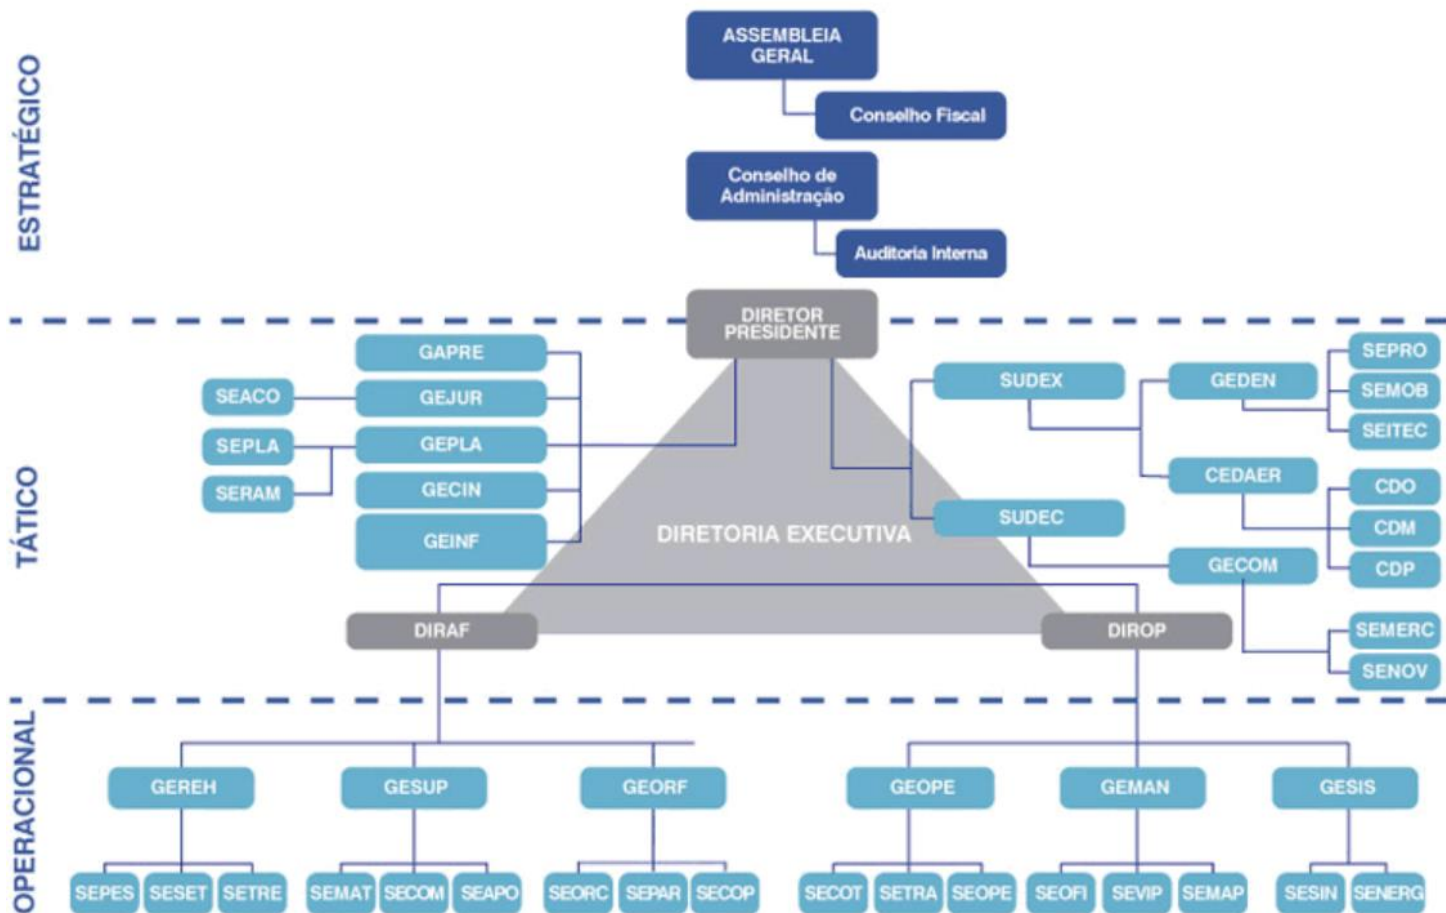 ESTRATÉGICO
ASSEMBLEIA
GERAL
Conselho Fiscal
Conselho de
Administração
Auditoria Interna
DIRETOR
PRESIDENTE
TÁTICO
GAPRE
SEACO
GEJUR
SEPLA
GEPLA
SERAM
GECIN
GEINF
DIRETORIA EXECUTIVA
SUDEX
GEDEN
SEPRO
SEMOB
SEITEC
CEDAER
CDO
CDM
CDP
SUDEC
GECOM
SEMERC
SENOV
DIRAF
DIROP
OPERACIONAL
GEREH
GESUP
GEORF
GEOPE
GEMAN
GESIS
SEPES
SESET
SETRE
SEMAT
SECOM
SEAPO
SEORC
SEPAR
SECOP
SECOT
SETRA
SEOPE
SEOFI
SEVIP
SEMAP
SESIN
SENERG